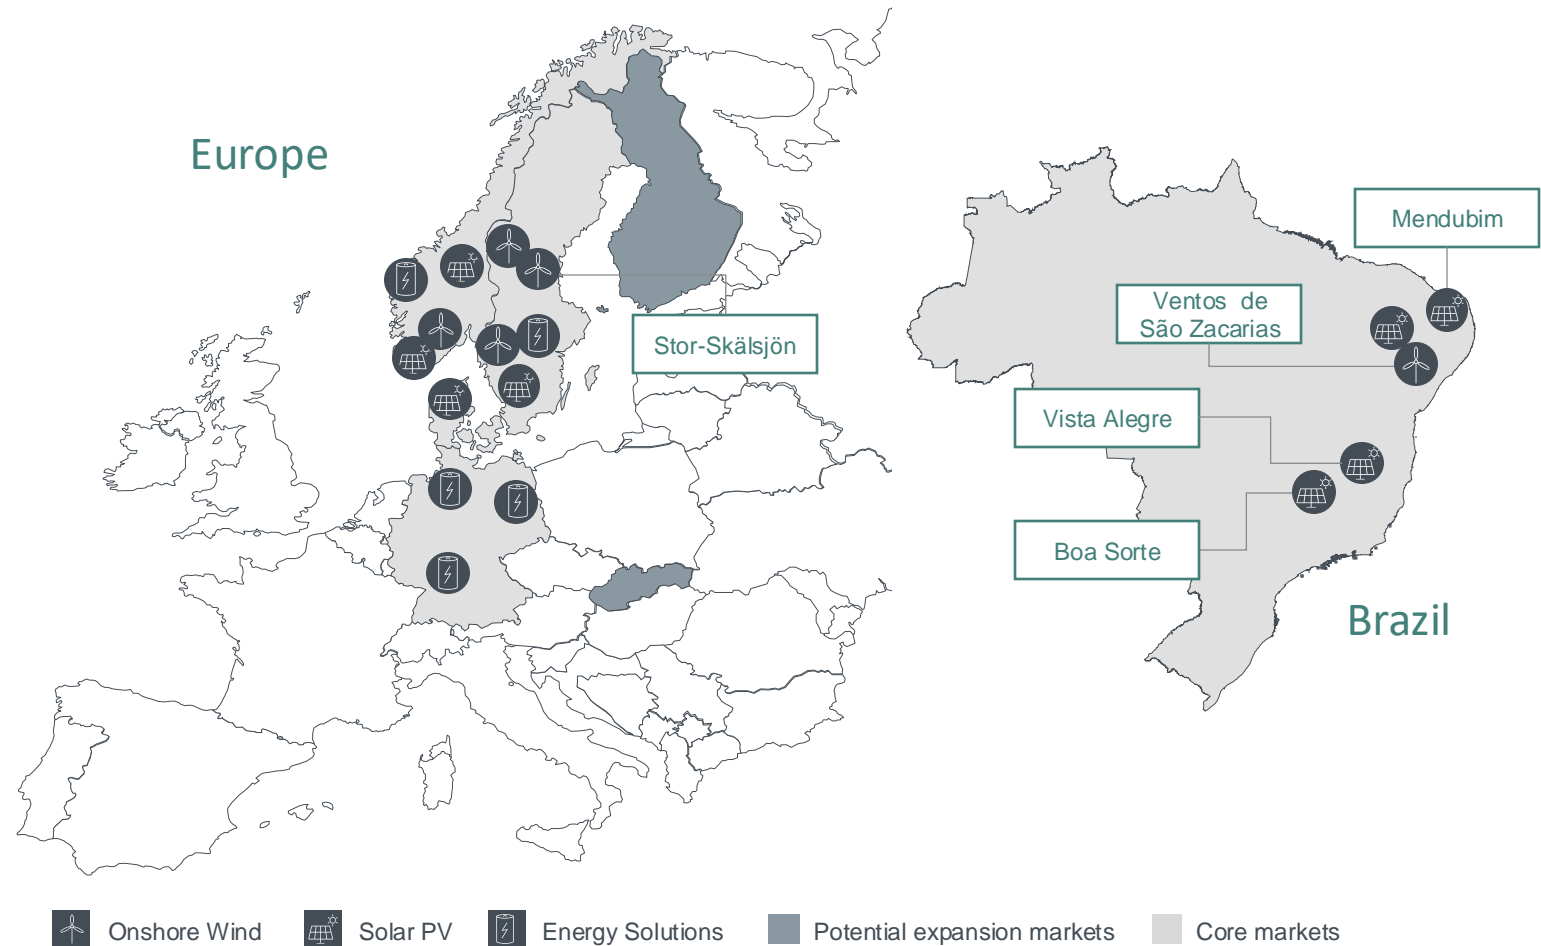 Europe
Mendubim
Ventos de
São Zacarias
Stor-Skälsjön
Vista Alegre
Boa Sorte
Brazil
Onshore Wind
Solar PV
Energy Solutions
Potential expansion markets
Core markets